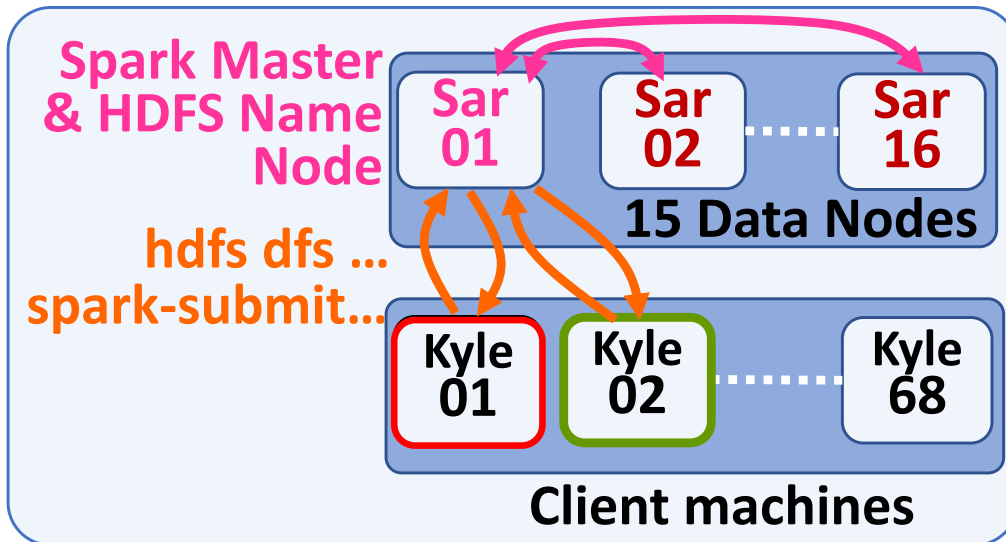 Spark Master
& HDFS Name
Node
Sar
01
Sar
02
Sar
16
15 Data Nodes
hdfs dfs …
spark-submit…
Kyle
01
Kyle
02
Kyle
68
Client machines